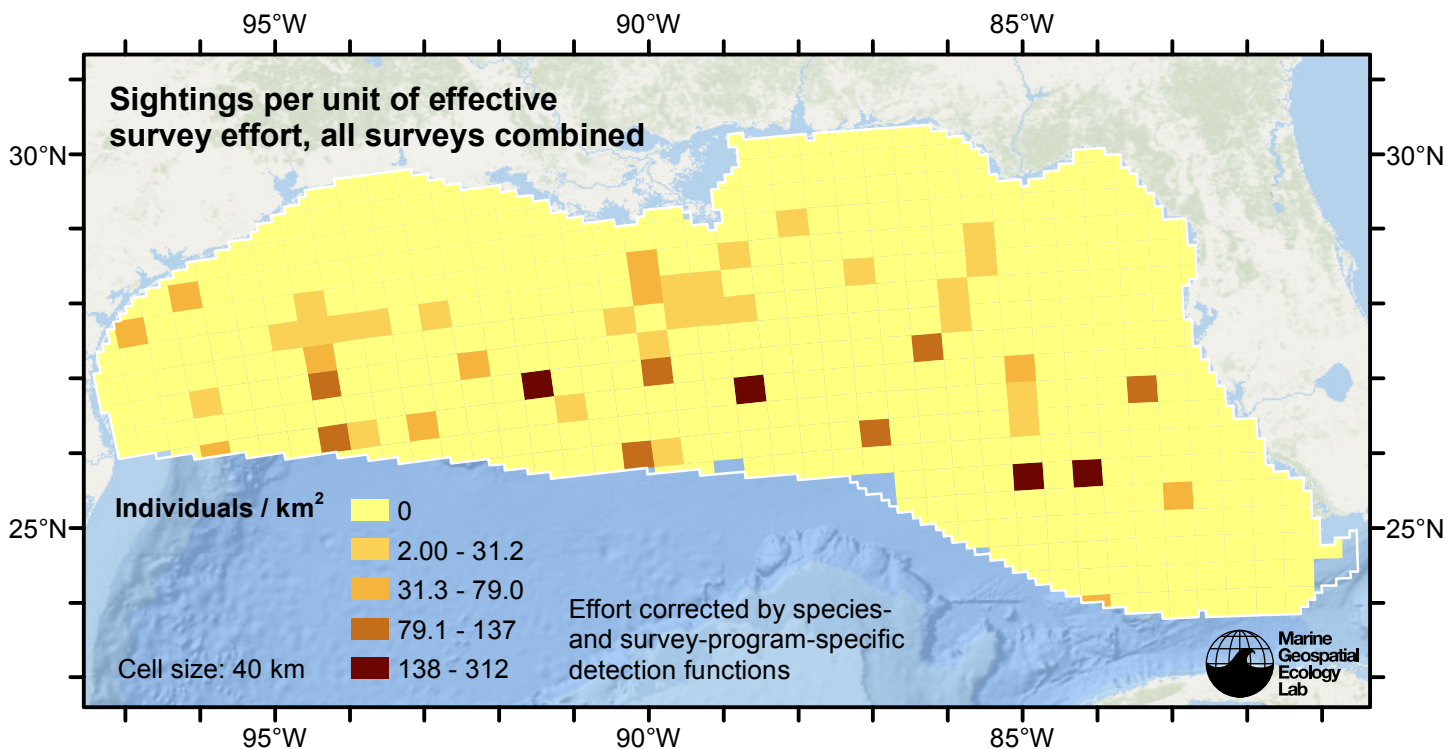 95°W 90°W 85°W
Sightings per unit of effective
survey effort, all surveys combined
30°N 30°N
25°N 25°N
Individuals / km²
0
2.00 - 31.2
31.3 - 79.0
79.1 - 137
138 - 312
Cell size: 40 km
Effort corrected by species-
and survey-program-specific
detection functions
Marine
Geospatial
Ecology
Lab
95°W 90°W 85°W